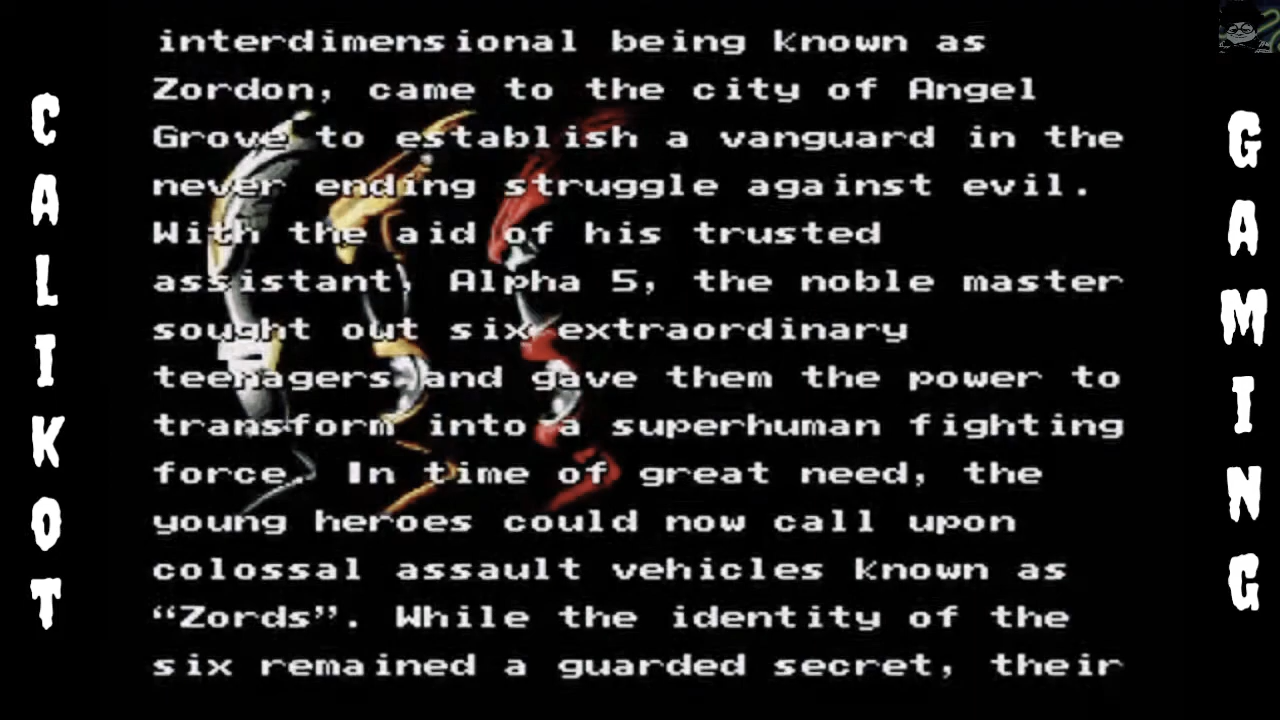 interdimensional being known as
Zordon, came to the city of Angel
Grove to establish a vanguard in the
never ending struggle against evil.
With the aid of his trusted
assistant, Alpha 5, the noble master
sought out six extraordinary
teenagers and gave them the power to
transform into a superhuman fighting
force. In time of great need, the
young heroes could now call upon
colossal assault vehicles known as
“Zords”. While the identity of the
six remained a guarded secret, their
CALIKOT
GAMING